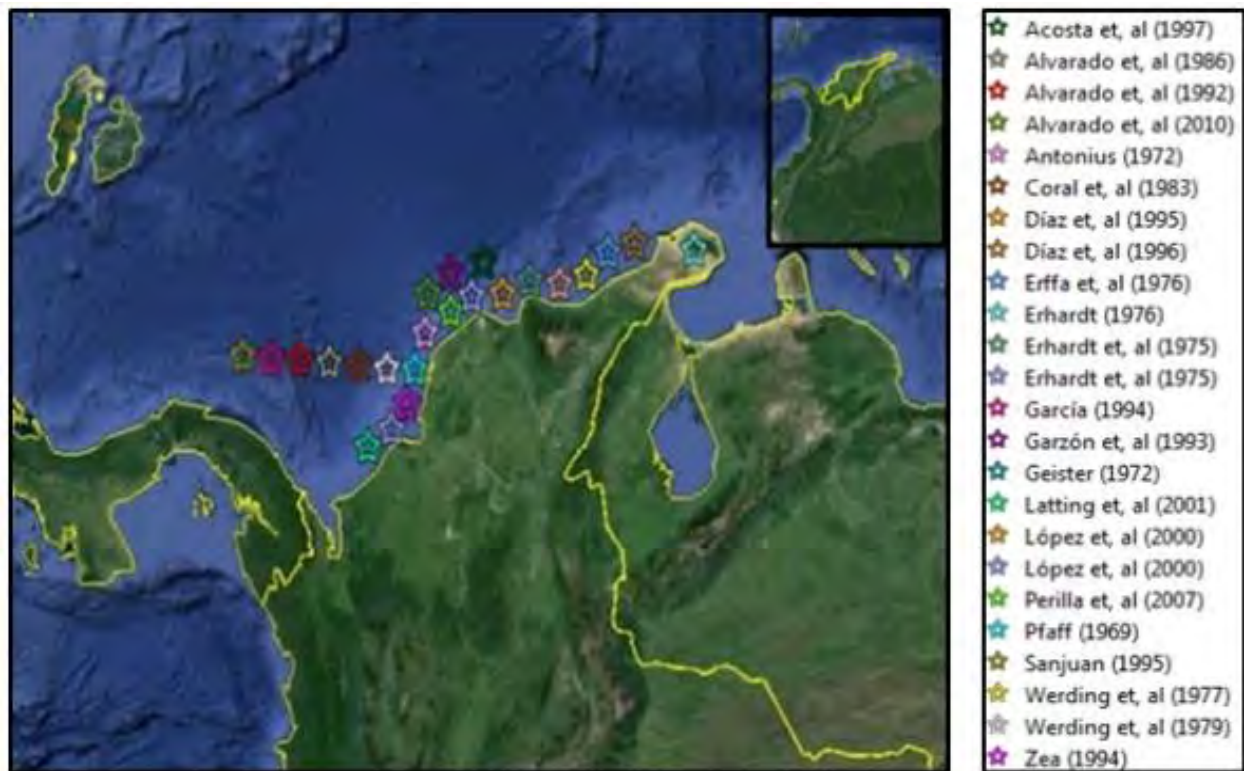 Acosta et, al (1997)
Alvarado et, al (1986)
Alvarado et, al (1992)
Alvarado et, al (2010)
Antonius (1972)
Coral et, al (1983)
Díaz et, al (1995)
Díaz et, al (1996)
Erffa et, al (1976)
Erhardt (1976)
Erhardt et, al (1975)
Erhardt et, al (1975)
García (1994)
Garzón et, al (1993)
Geister (1972)
Latting et, al (2001)
López et, al (2000)
López et, al (2000)
Perilla et, al (2007)
Pfaff (1969)
Sanjuan (1995)
Werding et, al (1977)
Werding et, al (1979)
Zea (1994)